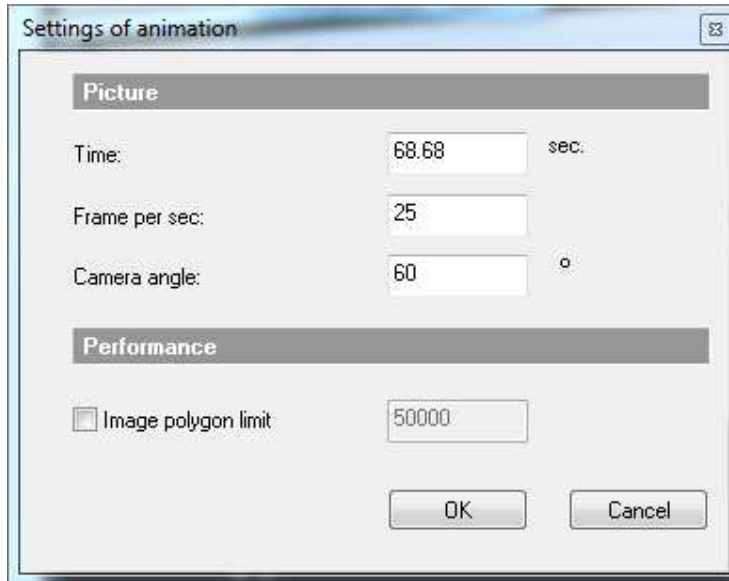 Settings of animation
Picture
Time: 68.68 sec.
Frame per sec: 25
Camera angle: 60 °
Performance
Image polygon limit 50000
OK Cancel